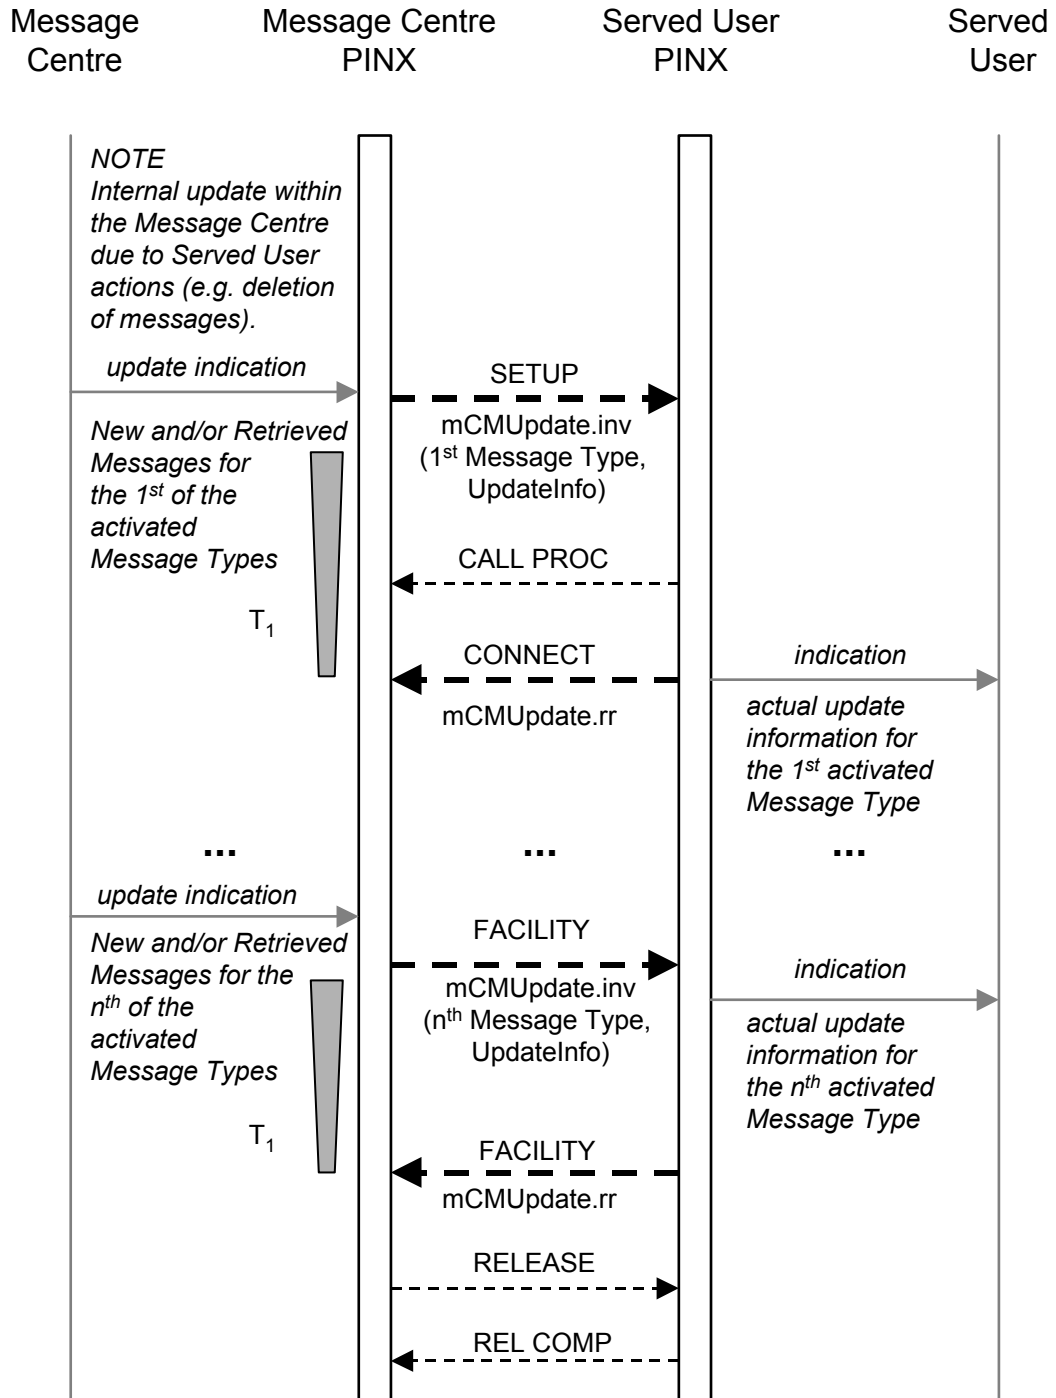 Message Centre
Message Centre PINX
Served User PINX
Served User
NOTE
Internal update within
the Message Centre
due to Served User
actions (e.g. deletion
of messages).
update indication
SETUP
mCMUpdate.inv
(1st Message Type,
UpdateInfo)
New and/or Retrieved
Messages for
the 1st of the
activated
Message Types
CALL PROC
T1
CONNECT
mCMUpdate.rr
indication
actual update
information for
the 1st activated
Message Type
...
...
...
update indication
FACILITY
mCMUpdate.inv
(nth Message Type,
UpdateInfo)
New and/or Retrieved
Messages for the
nth of the
activated
Message Types
indication
actual update
information for
the nth activated
Message Type
T1
FACILITY
mCMUpdate.rr
RELEASE
REL COMP